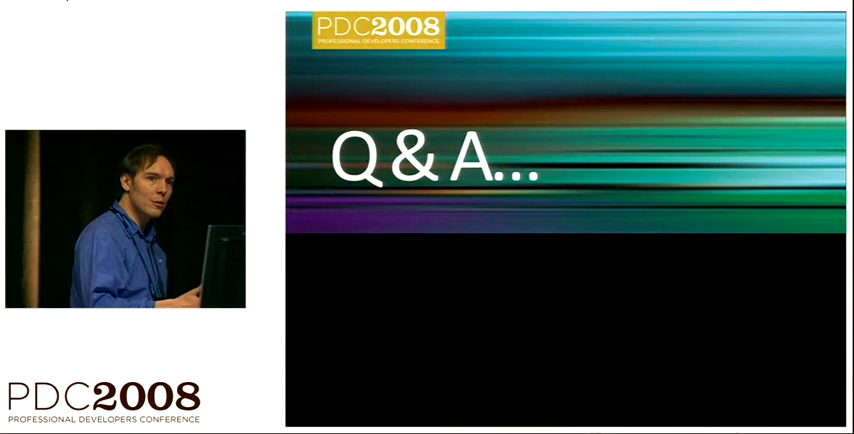 PDC2008
PROFESSIONAL DEVELOPERS CONFERENCE
Q & A...
PDC2008
PROFESSIONAL DEVELOPERS CONFERENCE